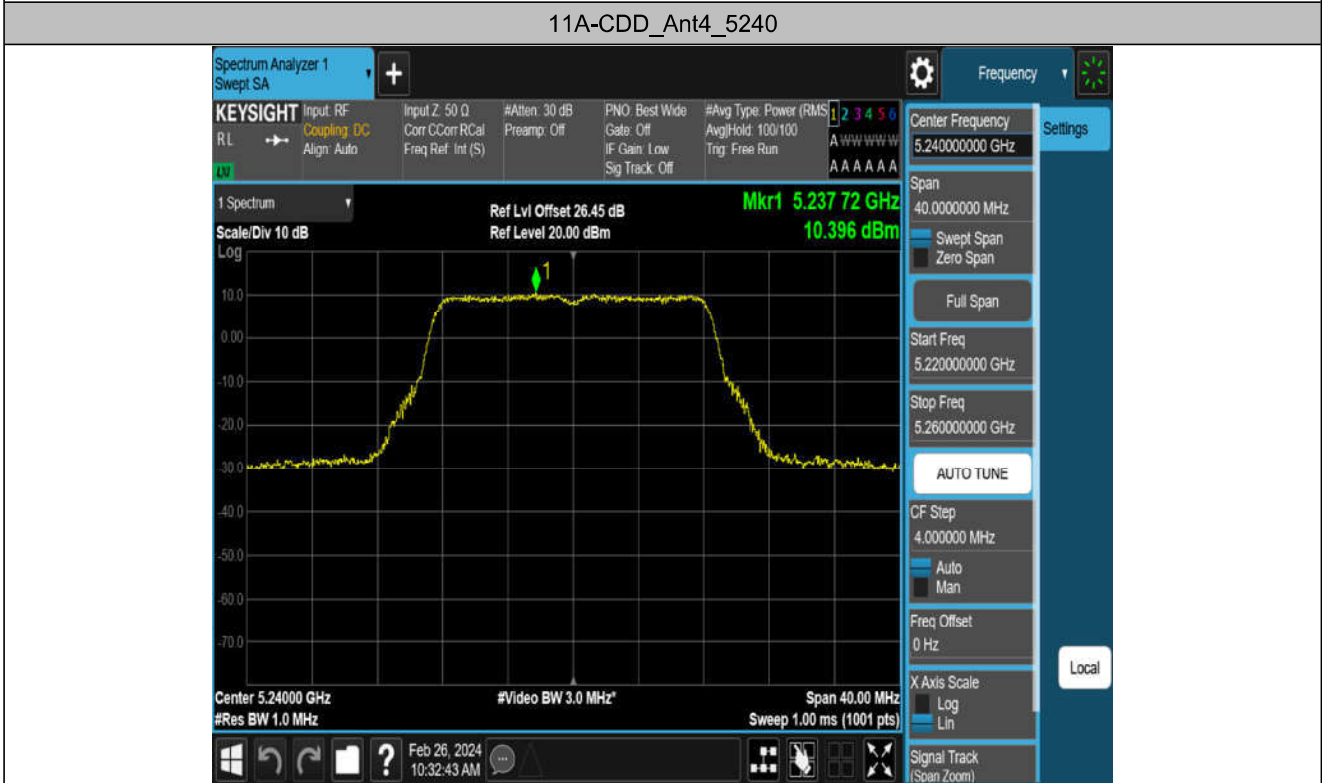 11A-CDD_Ant4_5240
Spectrum Analyzer 1
Swept SA
+
Frequency
KEYSIGHT
RL
LXI
Input: RF
Coupling: DC
Align: Auto
Input Z: 50 Ω
Corr CCorr RCal
Freq Ref: Int (S)
#Atten: 30 dB
Preamp: Off
PNO: Best Wide
Gate: Off
IF Gain: Low
Sig Track: Off
#Avg Type: Power (RMS
Avg|Hold: 100/100
Trig: Free Run
1 2 3 4 5 6
A W W W W W
A A A A A A
1 Spectrum
Scale/Div 10 dB
Log
Ref Lvl Offset 26.45 dB
Ref Level 20.00 dBm
Mkr1 5.237 72 GHz
10.396 dBm
1
10.0
0.00
-10.0
-20.0
-30.0
-40.0
-50.0
-60.0
-70.0
Center 5.24000 GHz
#Res BW 1.0 MHz
#Video BW 3.0 MHz*
Span 40.00 MHz
Sweep 1.00 ms (1001 pts)
?
Feb 26, 2024
10:32:43 AM
Center Frequency
5.240000000 GHz
Settings
Span
40.0000000 MHz
Swept Span
Zero Span
Full Span
Start Freq
5.220000000 GHz
Stop Freq
5.260000000 GHz
AUTO TUNE
CF Step
4.000000 MHz
Auto
Man
Freq Offset
0 Hz
X Axis Scale
Log
Lin
Local
Signal Track
(Span Zoom)